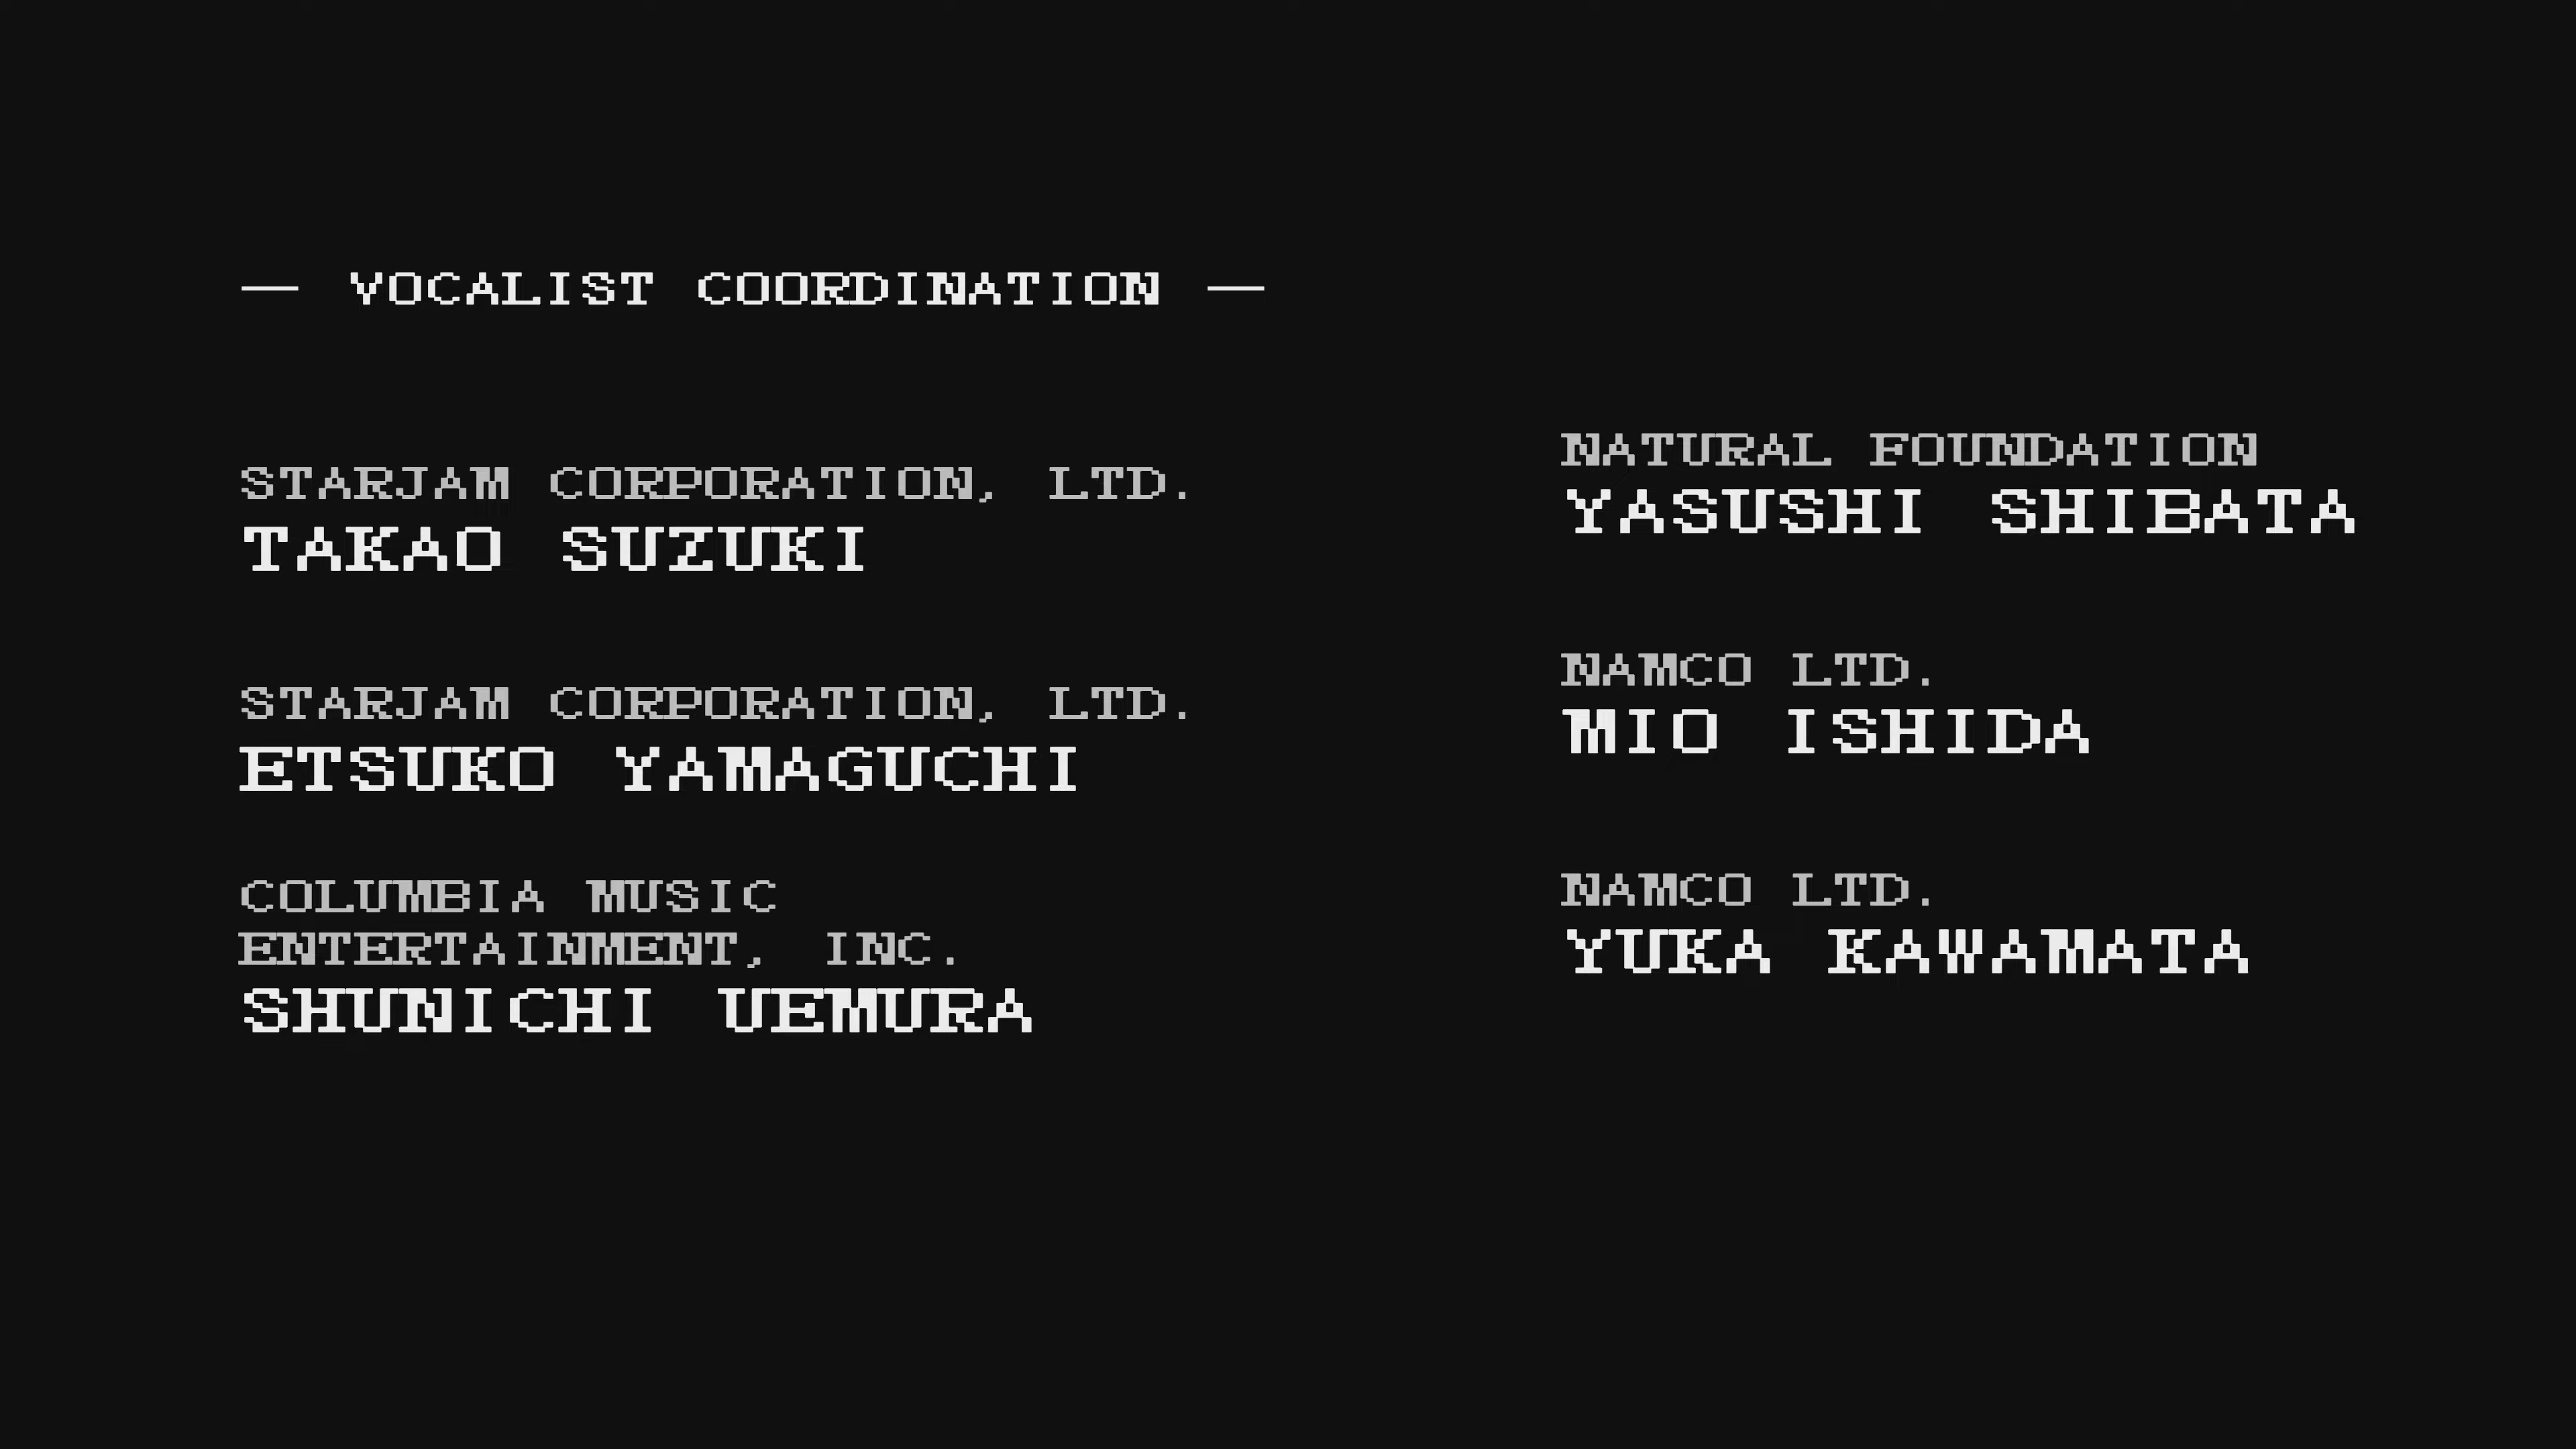 — VOCALIST COORDINATION —
STARJAM CORPORATION, LTD.
TAKAO SUZUKI
STARJAM CORPORATION, LTD.
ETSUKO YAMAGUCHI
COLUMBIA MUSIC
ENTERTAINMENT, INC.
SHUNICHI UEMURA
NATURAL FOUNDATION
YASUSHI SHIBATA
NAMCO LTD.
MIO ISHIDA
NAMCO LTD.
YUKA KAWAMATA